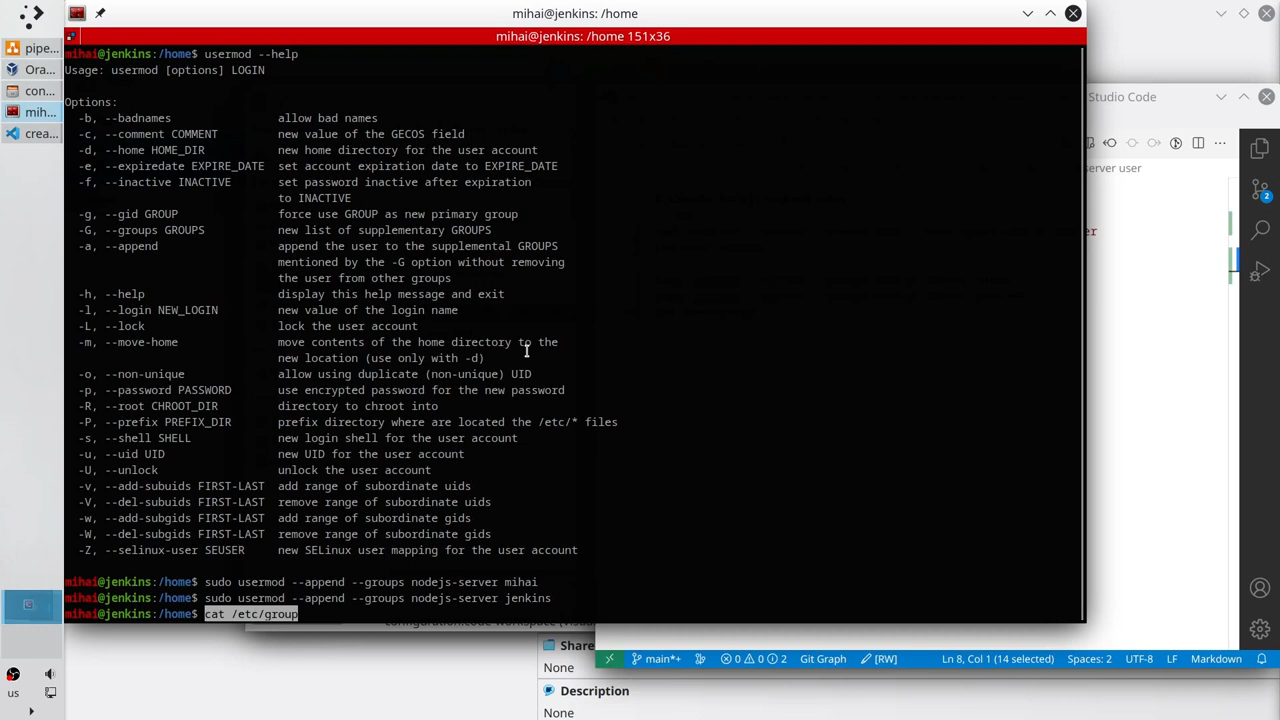 mihai@jenkins: /home
mihai@jenkins: /home 151x36
pipe...
Ora...
con...
mih...
crea...
mihai@jenkins:/home$ usermod --help
Usage: usermod [options] LOGIN
Options:
-b, --badnames allow bad names
-c, --comment COMMENT new value of the GECOS field
-d, --home HOME_DIR new home directory for the user account
-e, --expiredate EXPIRE_DATE set account expiration date to EXPIRE_DATE
-f, --inactive INACTIVE set password inactive after expiration
to INACTIVE
-g, --gid GROUP force use GROUP as new primary group
-G, --groups GROUPS new list of supplementary GROUPS
-a, --append append the user to the supplemental GROUPS
mentioned by the -G option without removing
the user from other groups
-h, --help display this help message and exit
-l, --login NEW_LOGIN new value of the login name
-L, --lock lock the user account
-m, --move-home move contents of the home directory to the
new location (use only with -d)
-o, --non-unique allow using duplicate (non-unique) UID
-p, --password PASSWORD use encrypted password for the new password
-R, --root CHROOT_DIR directory to chroot into
-P, --prefix PREFIX_DIR prefix directory where are located the /etc/* files
-s, --shell SHELL new login shell for the user account
-u, --uid UID new UID for the user account
-U, --unlock unlock the user account
-v, --add-subuids FIRST-LAST add range of subordinate uids
-V, --del-subuids FIRST-LAST remove range of subordinate uids
-w, --add-subgids FIRST-LAST add range of subordinate gids
-W, --del-subgids FIRST-LAST remove range of subordinate gids
-Z, --selinux-user SEUSER new SELinux user mapping for the user account
mihai@jenkins:/home$ sudo usermod --append --groups nodejs-server mihai
mihai@jenkins:/home$ sudo usermod --append --groups nodejs-server jenkins
mihai@jenkins:/home$ cat /etc/group
Studio Code
server user
er
2
main*+
0 0 2
Git Graph
[RW]
Ln 8, Col 1 (14 selected)
Spaces: 2
UTF-8
LF
Markdown
Share
None
Description
None
us